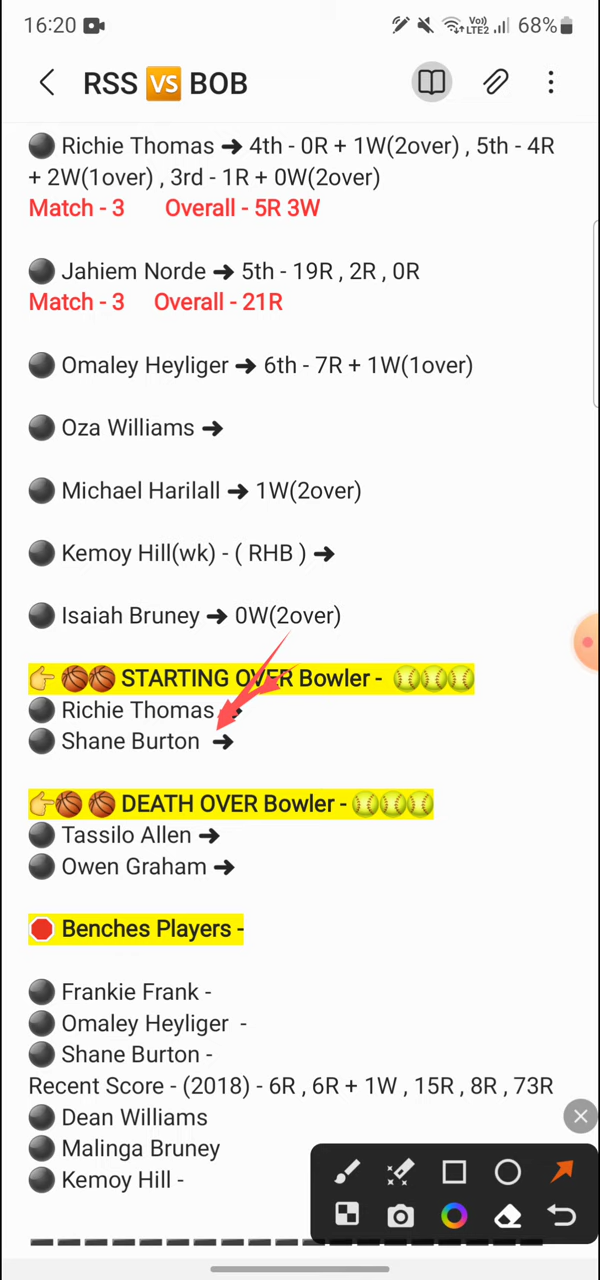 16:20 Vo)) LTE2 68%
RSS VS BOB
Richie Thomas ➜ 4th - 0R + 1W(2over) , 5th - 4R
+ 2W(1over) , 3rd - 1R + 0W(2over)
Match - 3 Overall - 5R 3W
Jahiem Norde ➜ 5th - 19R , 2R , 0R
Match - 3 Overall - 21R
Omaley Heyliger ➜ 6th - 7R + 1W(1over)
Oza Williams ➜
Michael Harilall ➜ 1W(2over)
Kemoy Hill(wk) - ( RHB ) ➜
Isaiah Bruney ➜ 0W(2over)
STARTING OVER Bowler -
Richie Thomas ➜
Shane Burton ➜
DEATH OVER Bowler -
Tassilo Allen ➜
Owen Graham ➜
Benches Players -
Frankie Frank -
Omaley Heyliger -
Shane Burton -
Recent Score - (2018) - 6R , 6R + 1W , 15R , 8R , 73R
Dean Williams
Malinga Bruney
Kemoy Hill -